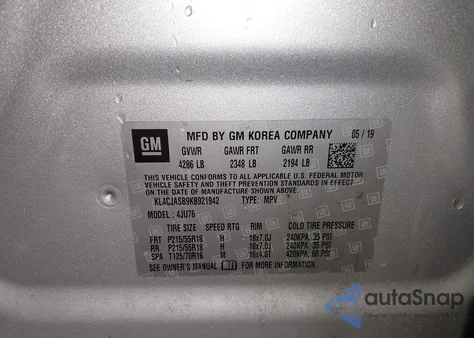 GM MFD BY GM KOREA COMPANY 05 / 19
GVWR GAWR FRT GAWR RR
4286 LB 2348 LB 2194 LB
THIS VEHICLE CONFORMS TO ALL APPLICABLE U.S. FEDERAL MOTOR
VEHICLE SAFETY, BUMPER, AND THEFT PREVENTION STANDARDS IN EFFECT
ON THE DATE OF MANUFACTURE SHOWN ABOVE.
KL4CJASB9KB921942 TYPE: MPV
MODEL: 4JU76
TIRE SIZE SPEED RTG RIM COLD TIRE PRESSURE
FRT P215/55R18 H 18x7.0J 240KPA, 35 PSI
RR P215/55R18 H 18x7.0J 240KPA, 35 PSI
SPA T125/70R16 M 16x4.0T 420KPA, 60 PSI
SEE OWNER'S MANUAL FOR MORE INFORMATION.
autoSnap